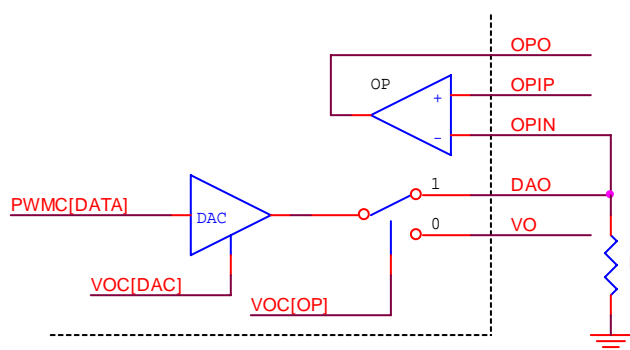 OPO
OP
OPIP
+
OPIN
-
1
DAO
PWMC[DATA]
DAC
0
VO
VOC[DAC]
VOC[OP]